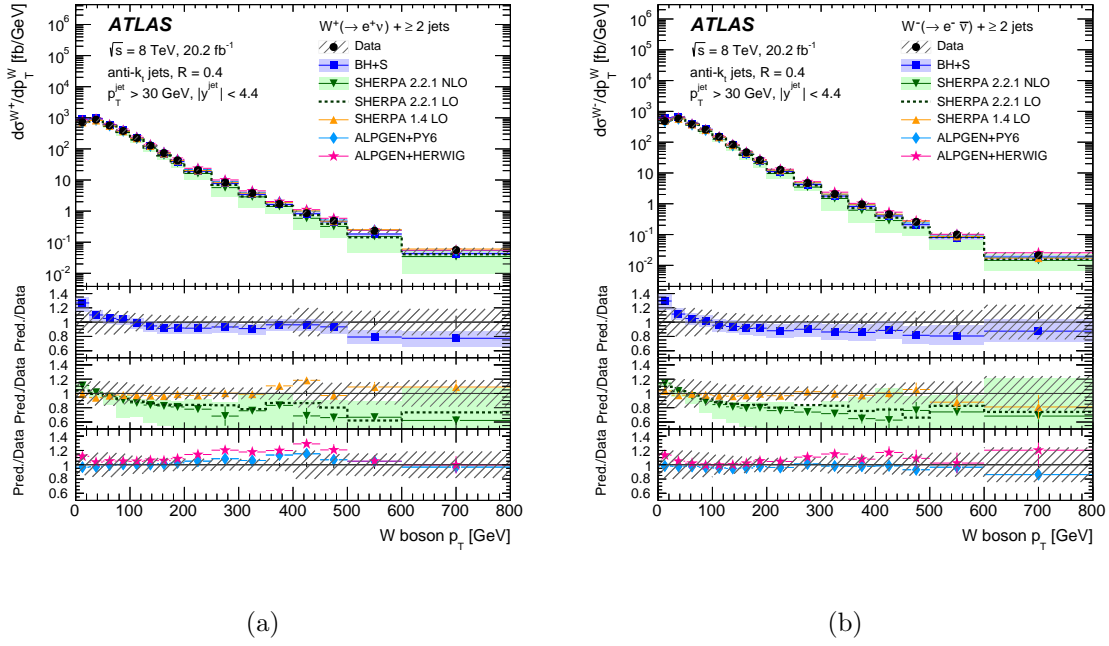 ATLAS
W⁺(→ e⁺ν) + ≥ 2 jets
√s = 8 TeV, 20.2 fb⁻¹
anti-kₜ jets, R = 0.4
p_T^jet > 30 GeV, |y^jet| < 4.4
Data
BH+S
SHERPA 2.2.1 NLO
SHERPA 2.2.1 LO
SHERPA 1.4 LO
ALPGEN+PY6
ALPGEN+HERWIG
dσ^W⁺/dp_T^W [fb/GeV]
10⁶
10⁵
10⁴
10³
10²
10
1
10⁻¹
10⁻²
Pred./Data
1.4
1.2
1
0.8
0.6
Pred./Data
1.4
1.2
1
0.8
0.6
Pred./Data
1.4
1.2
1
0.8
0.6
0 100 200 300 400 500 600 700 800
W boson p_T [GeV]
(a)
ATLAS
W⁻(→ e⁻ ν̅) + ≥ 2 jets
√s = 8 TeV, 20.2 fb⁻¹
anti-kₜ jets, R = 0.4
p_T^jet > 30 GeV, |y^jet| < 4.4
Data
BH+S
SHERPA 2.2.1 NLO
SHERPA 2.2.1 LO
SHERPA 1.4 LO
ALPGEN+PY6
ALPGEN+HERWIG
dσ^W⁻/dp_T^W [fb/GeV]
10⁶
10⁵
10⁴
10³
10²
10
1
10⁻¹
10⁻²
Pred./Data
1.4
1.2
1
0.8
0.6
Pred./Data
1.4
1.2
1
0.8
0.6
Pred./Data
1.4
1.2
1
0.8
0.6
0 100 200 300 400 500 600 700 800
W boson p_T [GeV]
(b)